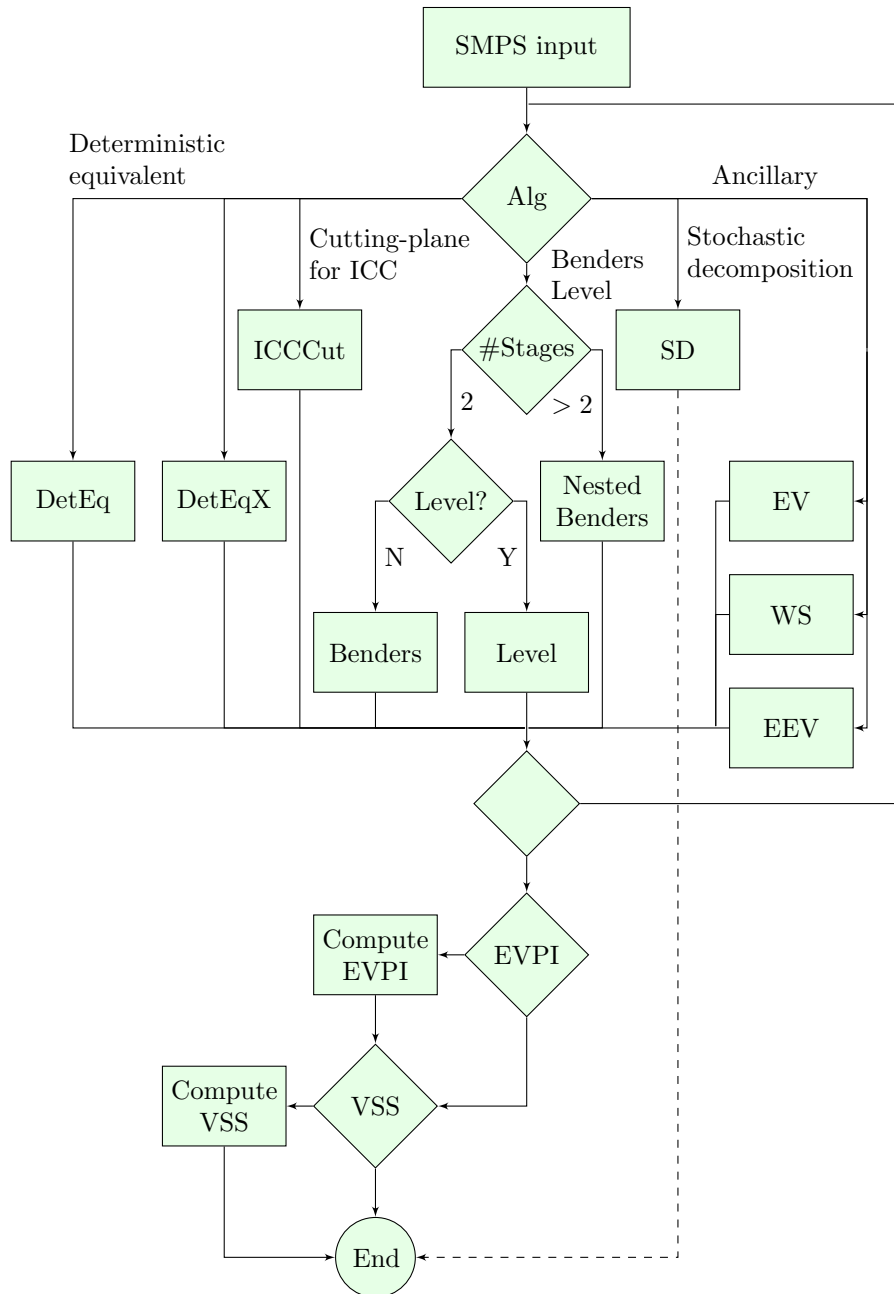 SMPS input
Deterministic
equivalent
Alg
Ancillary
Cutting-plane
for ICC
Benders
Level
Stochastic
decomposition
ICCCut
#Stages
SD
2
> 2
DetEq
DetEqX
Level?
Nested
Benders
EV
N
Y
WS
Benders
Level
EEV
Compute
EVPI
EVPI
Compute
VSS
VSS
End